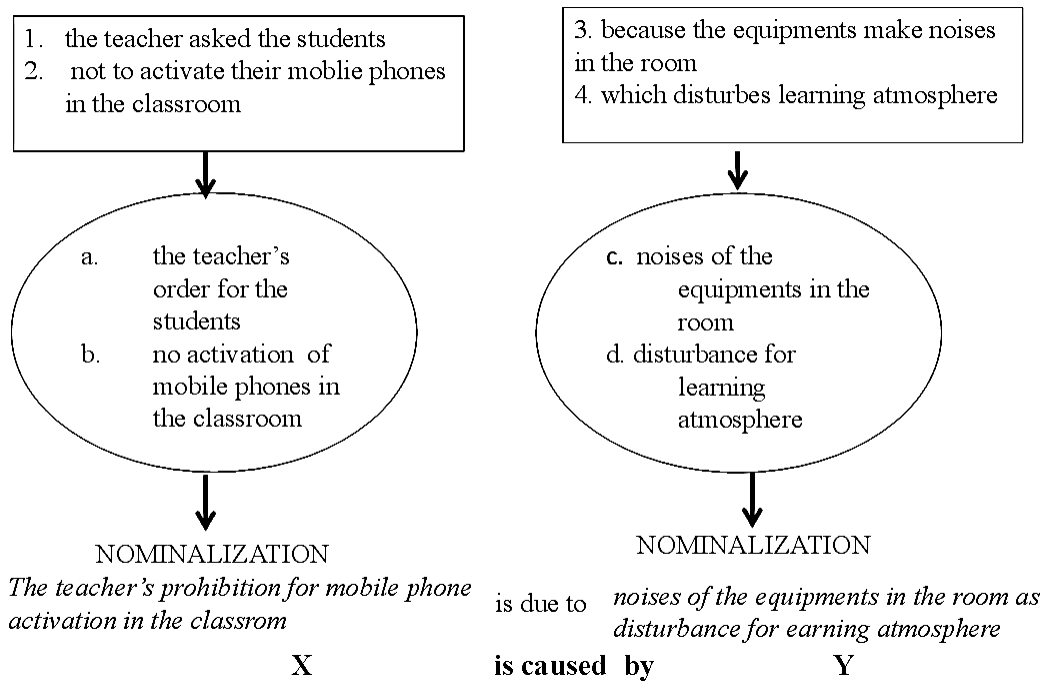 1. the teacher asked the students
2. not to activate their moblie phones
in the classroom
3. because the equipments make noises
in the room
4. which disturbes learning atmosphere
a. the teacher’s
order for the
students
b. no activation of
mobile phones in
the classroom
c. noises of the
equipments in the
room
d. disturbance for
learning
atmosphere
NOMINALIZATION
The teacher’s prohibition for mobile phone
activation in the classrom
is due to
NOMINALIZATION
noises of the equipments in the room as
disturbance for earning atmosphere
X is caused by Y